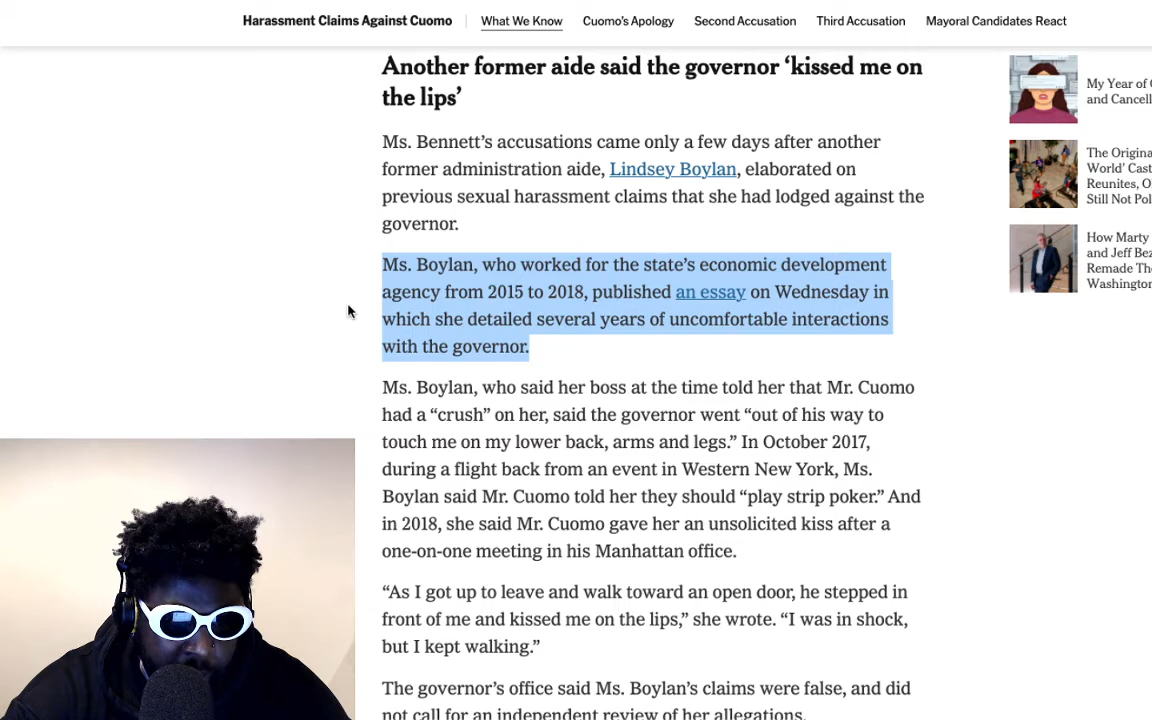 Harassment Claims Against Cuomo What We Know Cuomo's Apology Second Accusation Third Accusation Mayoral Candidates React
Another former aide said the governor ‘kissed me on
the lips’
Ms. Bennett’s accusations came only a few days after another
former administration aide, Lindsey Boylan, elaborated on
previous sexual harassment claims that she had lodged against the
governor.
Ms. Boylan, who worked for the state’s economic development
agency from 2015 to 2018, published an essay on Wednesday in
which she detailed several years of uncomfortable interactions
with the governor.
Ms. Boylan, who said her boss at the time told her that Mr. Cuomo
had a “crush” on her, said the governor went “out of his way to
touch me on my lower back, arms and legs.” In October 2017,
during a flight back from an event in Western New York, Ms.
Boylan said Mr. Cuomo told her they should “play strip poker.” And
in 2018, she said Mr. Cuomo gave her an unsolicited kiss after a
one-on-one meeting in his Manhattan office.
“As I got up to leave and walk toward an open door, he stepped in
front of me and kissed me on the lips,” she wrote. “I was in shock,
but I kept walking.”
The governor’s office said Ms. Boylan’s claims were false, and did
not call for an independent review of her allegations.
My Year of
and Cancell
The Origina
World’ Cast
Reunites, O
Still Not Pol
How Marty
and Jeff Bez
Remade Th
Washington